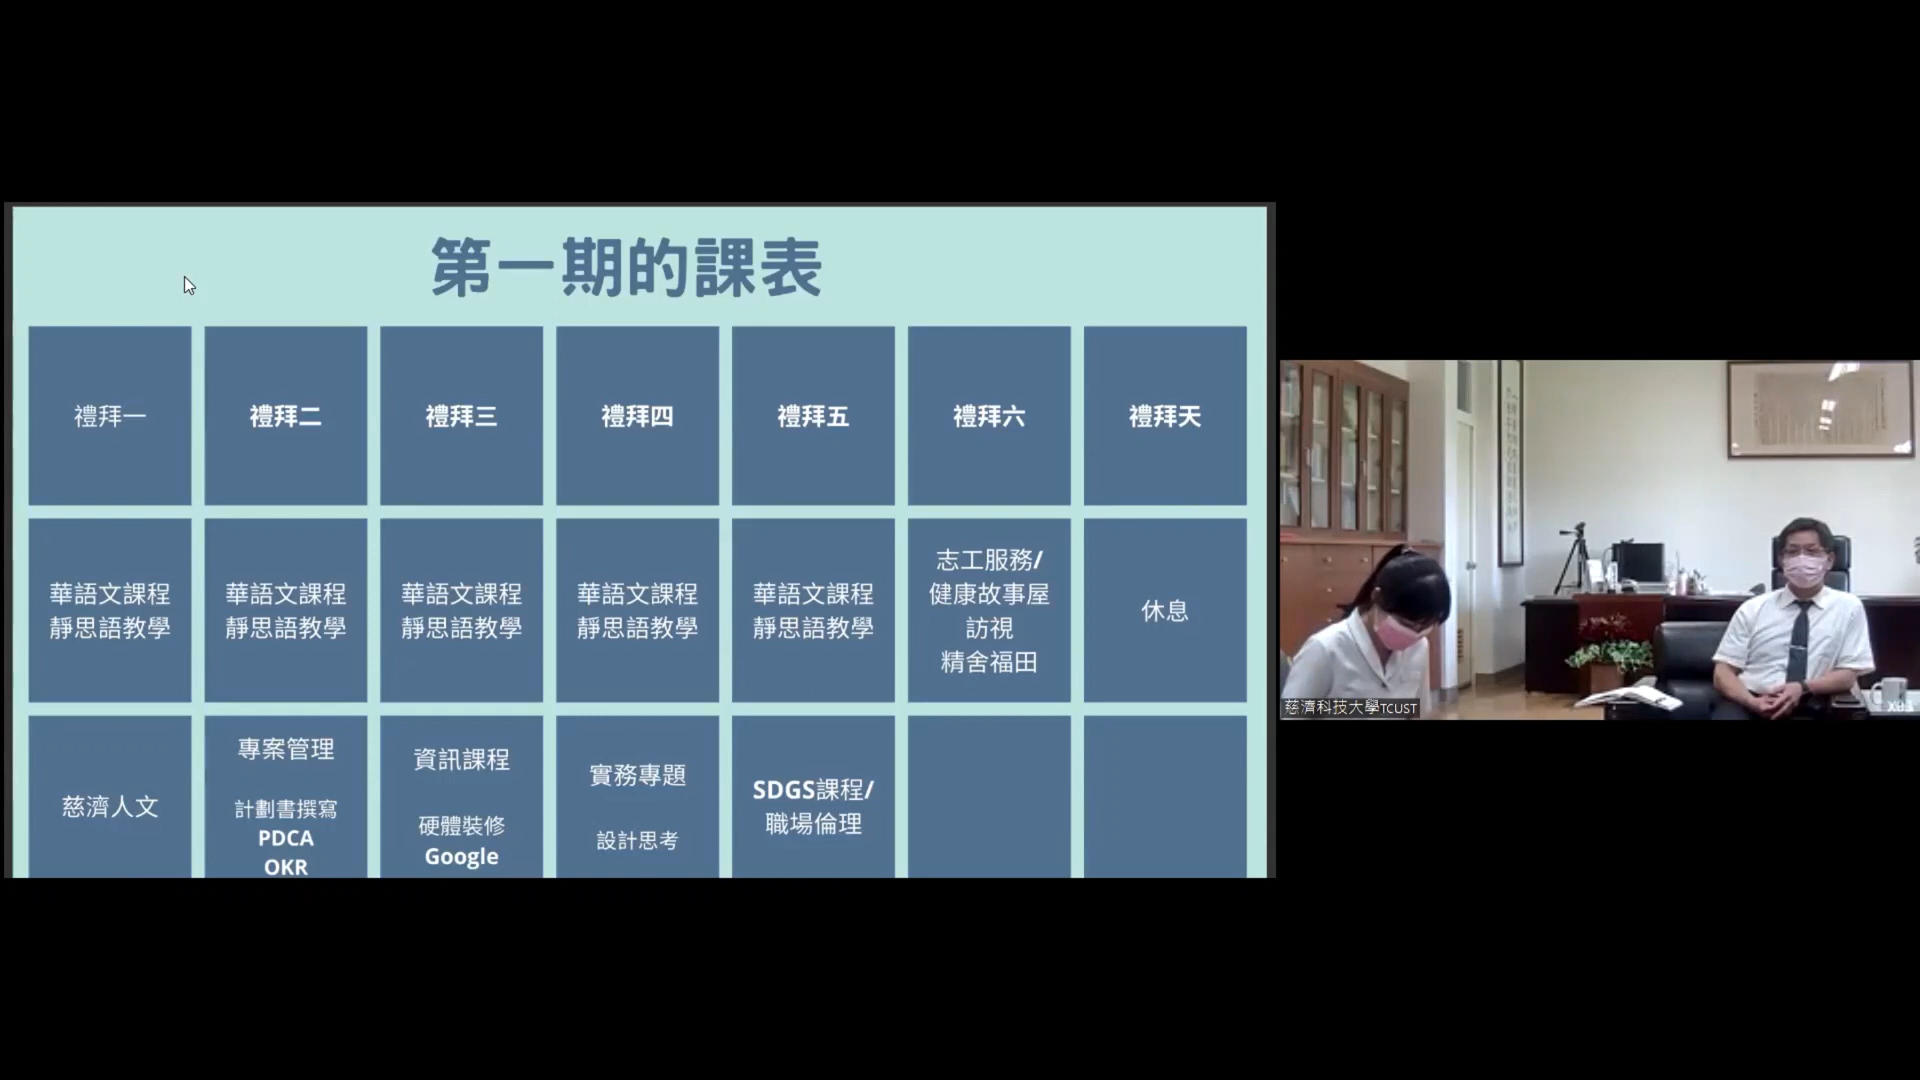 第一期的課表
禮拜一
禮拜二
禮拜三
禮拜四
禮拜五
禮拜六
禮拜天
華語文課程
靜思語教學
華語文課程
靜思語教學
華語文課程
靜思語教學
華語文課程
靜思語教學
華語文課程
靜思語教學
志工服務/
健康故事屋
訪視
精舍福田
休息
慈濟人文
專案管理
計劃書撰寫
PDCA
OKR
資訊課程
硬體裝修
Google
實務專題
設計思考
SDGS課程/
職場倫理
慈濟科技大學TCUST